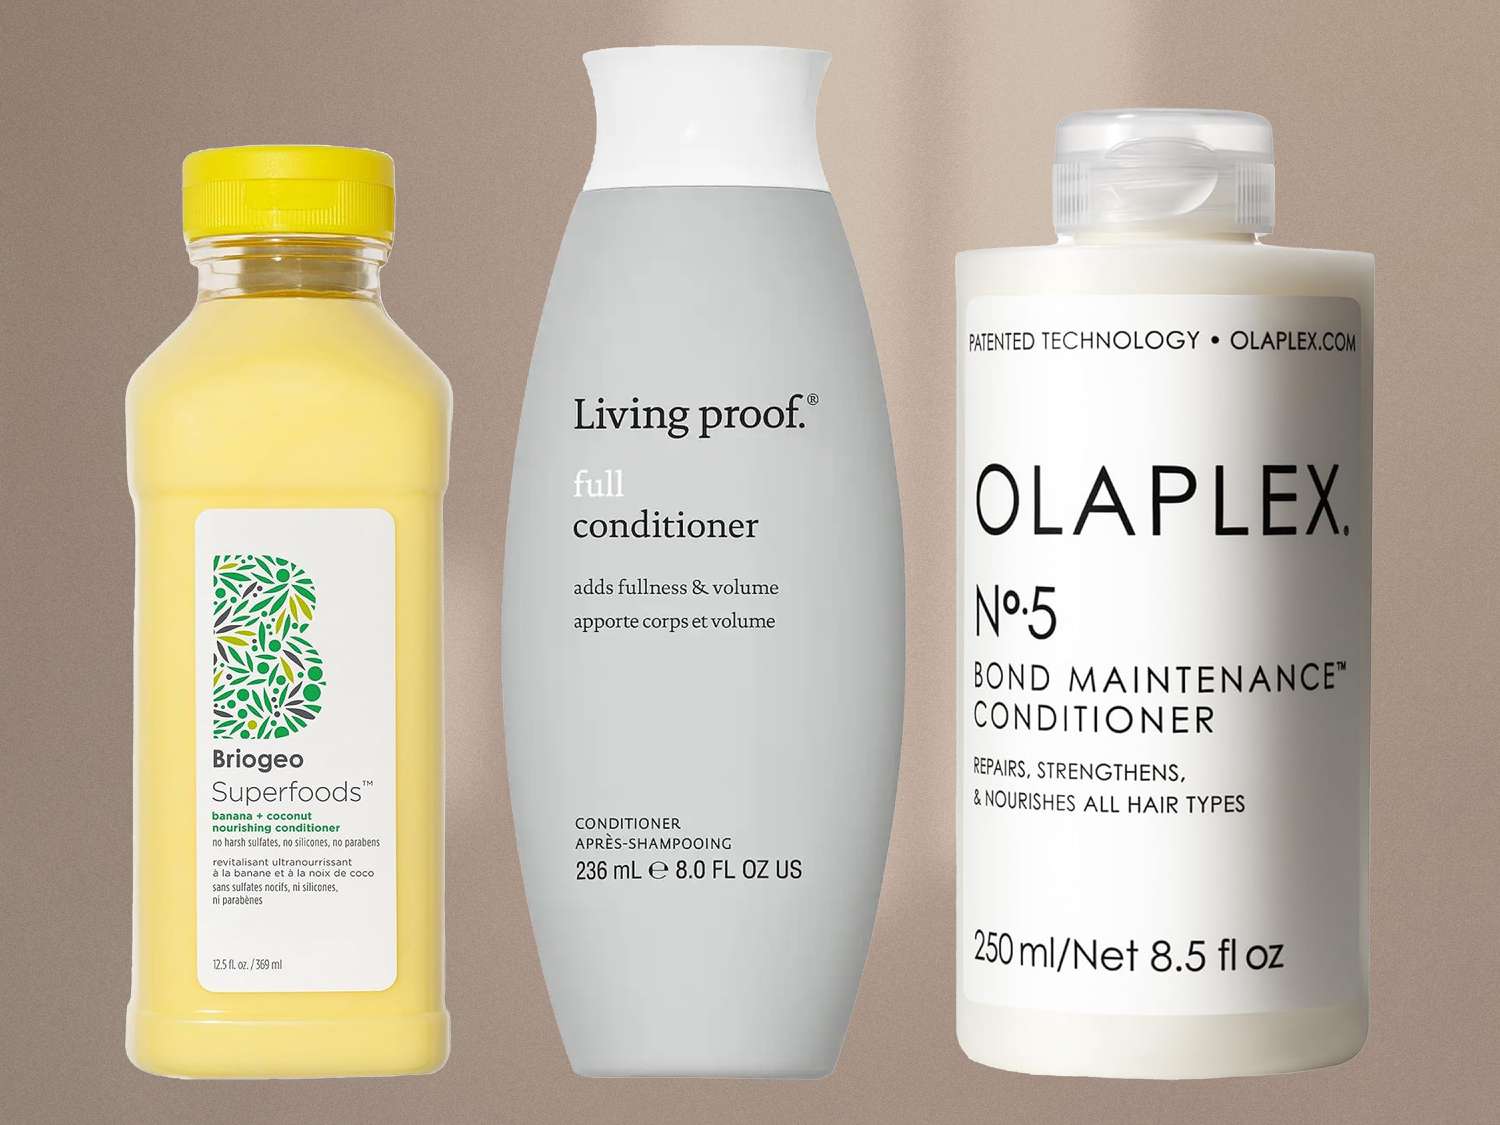 Briogeo
Superfoods™
banana + coconut
nourishing conditioner
no harsh sulfates, no silicones, no parabens
revitalisant ultranourrissant
à la banane et à la noix de coco
sans sulfates nocifs, ni silicones,
ni parabènes
12.5 fl. oz. / 369 ml
Living proof.®
full
conditioner
adds fullness & volume
apporte corps et volume
CONDITIONER
APRÈS-SHAMPOOING
236 mL ℮ 8.0 FL OZ US
PATENTED TECHNOLOGY • OLAPLEX.COM
OLAPLEX.
Nº.5
BOND MAINTENANCE™
CONDITIONER
REPAIRS, STRENGTHENS,
& NOURISHES ALL HAIR TYPES
250 ml/Net 8.5 fl oz